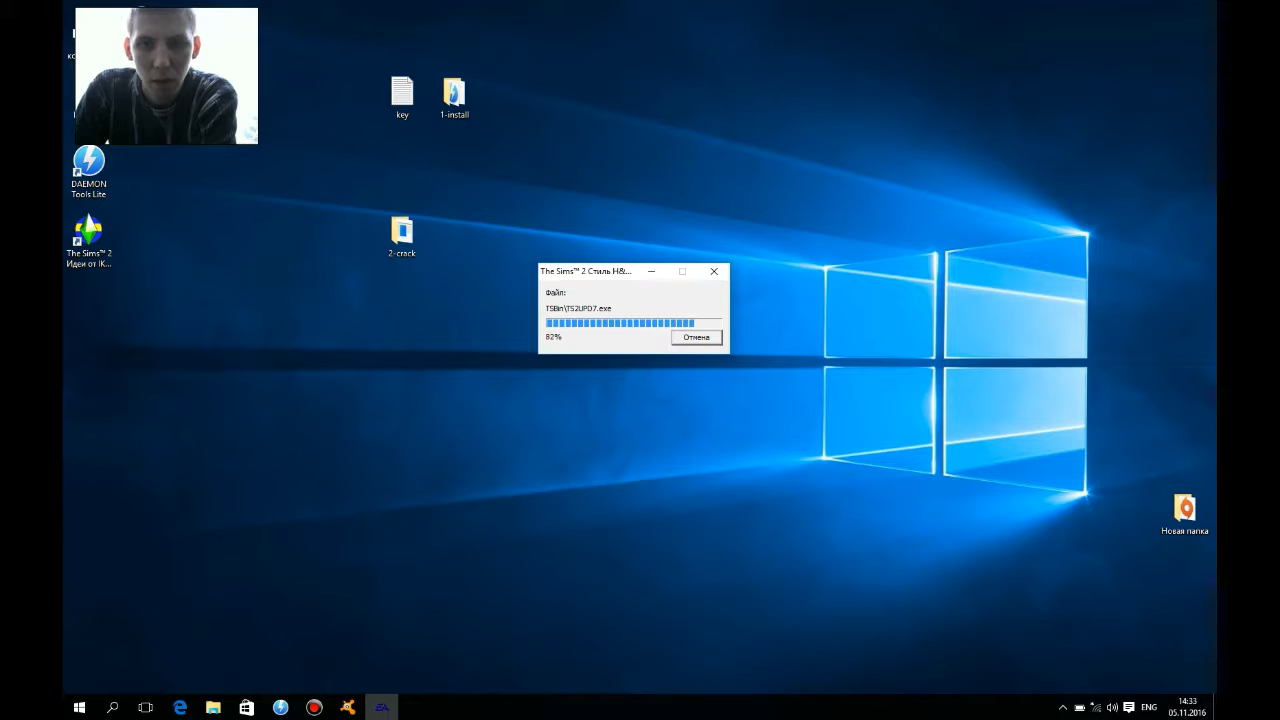 key
1-install
DAEMON
Tools Lite
The Sims™ 2
Идеи от IK...
2-crack
The Sims™ 2 Стиль H&...
Файл:
TSBin\TS2UPD7.exe
82%
Отмена
Новая папка
EA
ENG
14:33
05.11.2016